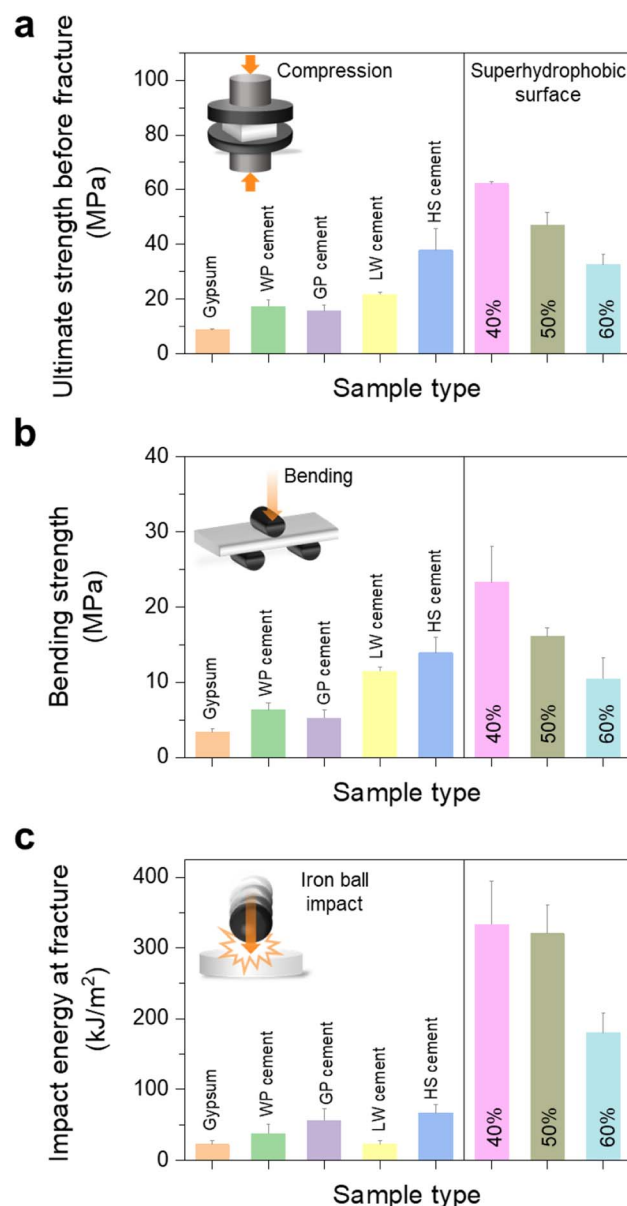 a
Ultimate strength before fracture
(MPa)
100
80
60
40
20
0
Compression
Superhydrophobic
surface
Gypsum
WP cement
GP cement
LW cement
HS cement
40%
50%
60%
Sample type
b
Bending strength
(MPa)
40
30
20
10
0
Bending
Gypsum
WP cement
GP cement
LW cement
HS cement
40%
50%
60%
Sample type
c
Impact energy at fracture
(kJ/m²)
400
300
200
100
0
Iron ball
impact
Gypsum
WP cement
GP cement
LW cement
HS cement
40%
50%
60%
Sample type